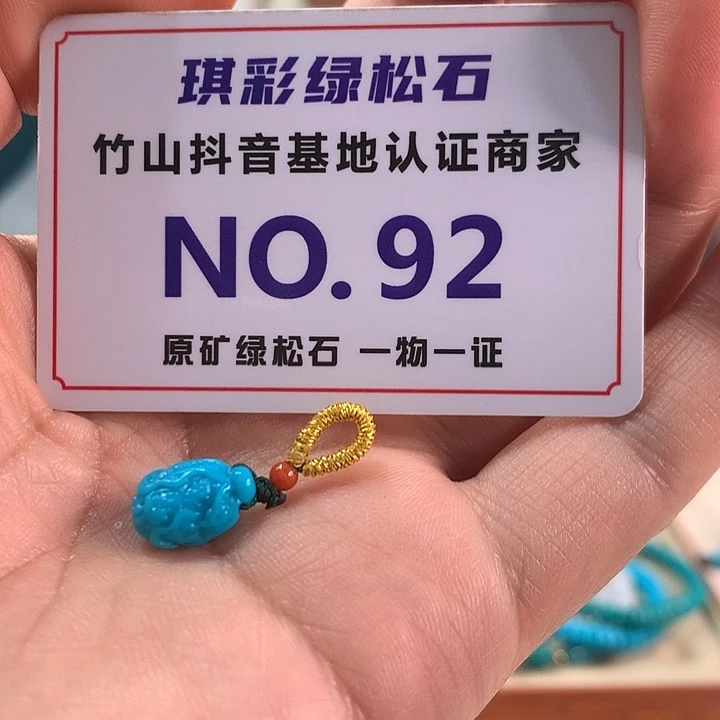 琪彩绿松石
竹山抖音基地认证商家
NO.92
原矿绿松石 一物一证